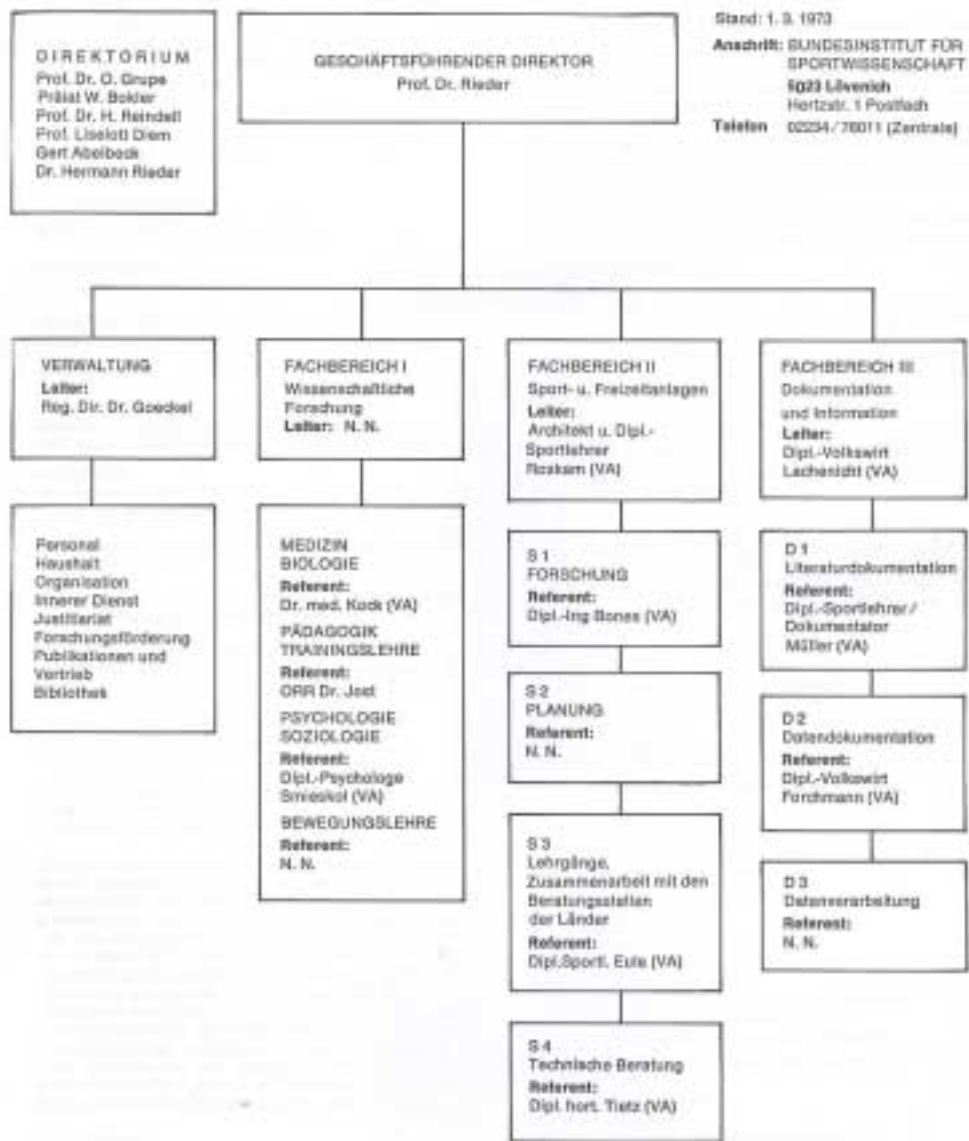 DIREKTORIUM
Prof. Dr. O. Grupe
Prälat W. Bokler
Prof. Dr. H. Reindell
Prof. Liselott Diem
Gert Abelbeck
Dr. Hermann Rieder
GESCHÄFTSFÜHRENDER DIREKTOR
Prof. Dr. Rieder
Stand: 1. 3. 1973
Anschrift: BUNDESINSTITUT FÜR
SPORTWISSENSCHAFT
5023 Lövenich
Hertzstr. 1 Postfach
Telefon 02234/76011 (Zentrale)
VERWALTUNG
Leiter:
Reg. Dir. Dr. Goeckel
Personal
Haushalt
Organisation
Innerer Dienst
Justitiariat
Forschungsförderung
Publikationen und
Vertrieb
Bibliothek
FACHBEREICH I
Wissenschaftliche
Forschung
Leiter: N. N.
MEDIZIN
BIOLOGIE
Referent:
Dr. med. Kock (VA)
PÄDAGOGIK
TRAININGSLEHRE
Referent:
ORR Dr. Jost
PSYCHOLOGIE
SOZIOLOGIE
Referent:
Dipl.-Psychologe
Smieskol (VA)
BEWEGUNGSLEHRE
Referent:
N. N.
FACHBEREICH II
Sport- u. Freizeitanlagen
Leiter:
Architekt u. Dipl.-
Sportlehrer
Roskam (VA)
S 1
FORSCHUNG
Referent:
Dipl.-Ing Bones (VA)
S 2
PLANUNG
Referent:
N. N.
S 3
Lehrgänge,
Zusammenarbeit mit den
Beratungsstellen
der Länder
Referent:
Dipl.Sportl. Eule (VA)
S 4
Technische Beratung
Referent:
Dipl. hort. Tietz (VA)
FACHBEREICH III
Dokumentation
und Information
Leiter:
Dipl.-Volkswirt
Lachenicht (VA)
D 1
Literaturdokumentation
Referent:
Dipl.-Sportlehrer /
Dokumentator
Müller (VA)
D 2
Datendokumentation
Referent:
Dipl.-Volkswirt
Forchmann (VA)
D 3
Datenverarbeitung
Referent:
N. N.